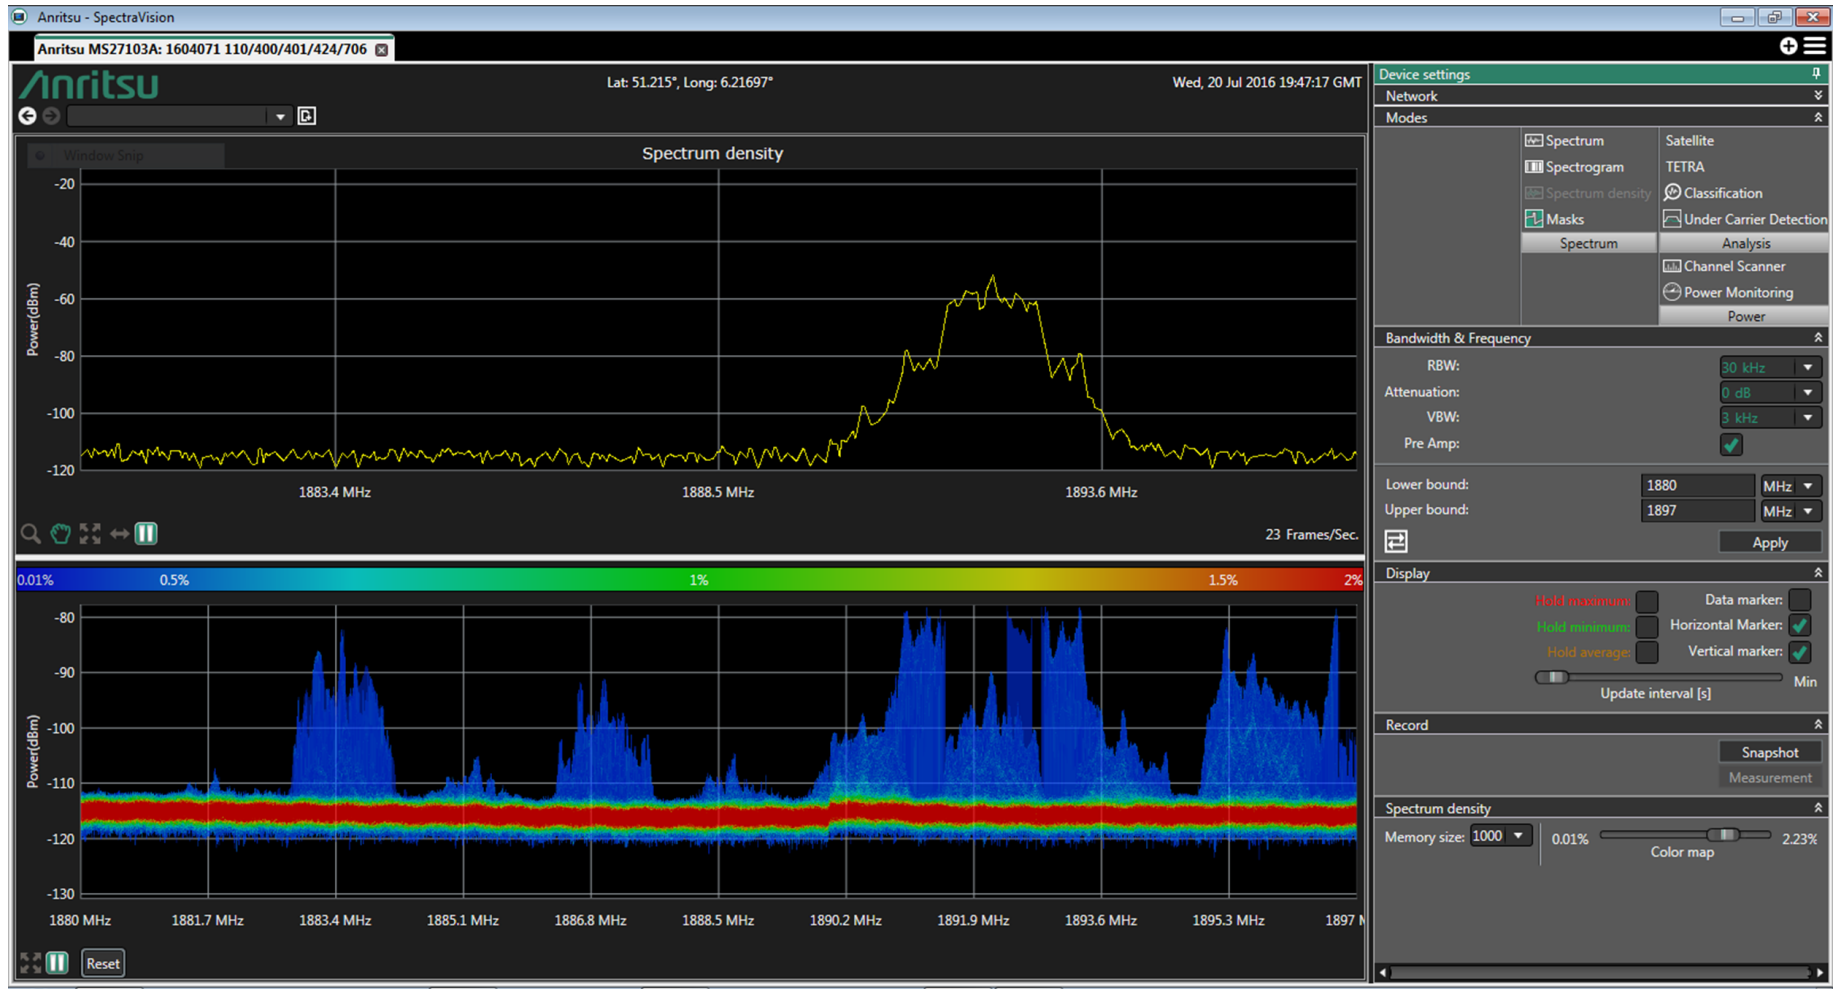 Anritsu - SpectraVision
Anritsu MS27103A: 1604071 110/400/401/424/706
Anritsu
Lat: 51.215°, Long: 6.21697°
Wed, 20 Jul 2016 19:47:17 GMT
Window Snip
Spectrum density
Power(dBm)
-20
-40
-60
-80
-100
-120
1883.4 MHz
1888.5 MHz
1893.6 MHz
23 Frames/Sec.
0.01%
0.5%
1%
1.5%
2%
Power(dBm)
-80
-90
-100
-110
-120
-130
1880 MHz
1881.7 MHz
1883.4 MHz
1885.1 MHz
1886.8 MHz
1888.5 MHz
1890.2 MHz
1891.9 MHz
1893.6 MHz
1895.3 MHz
1897 M
Reset
Device settings
Network
Modes
Spectrum
Satellite
Spectrogram
TETRA
Spectrum density
Classification
Masks
Under Carrier Detection
Spectrum
Analysis
Channel Scanner
Power Monitoring
Power
Bandwidth & Frequency
RBW: 30 kHz
Attenuation: 0 dB
VBW: 3 kHz
Pre Amp:
Lower bound: 1880 MHz
Upper bound: 1897 MHz
Apply
Display
Hold maximum: Data marker:
Hold minimum: Horizontal Marker:
Hold average: Vertical marker:
Min
Update interval [s]
Record
Snapshot
Measurement
Spectrum density
Memory size: 1000 0.01% 2.23%
Color map